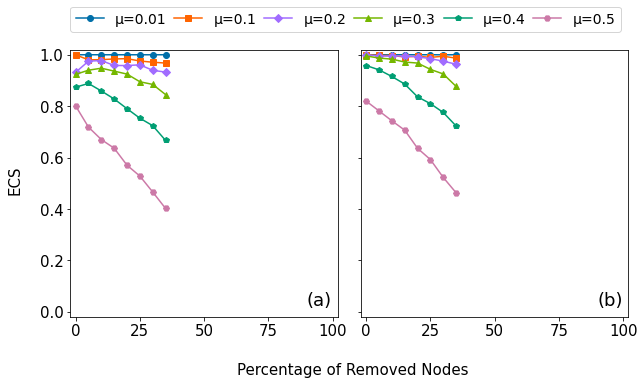 μ=0.01 μ=0.1 μ=0.2 μ=0.3 μ=0.4 μ=0.5
1.0
0.8
0.6
0.4
0.2
0.0
ECS
(a)
(b)
0 25 50 75 100
0 25 50 75 100
Percentage of Removed Nodes